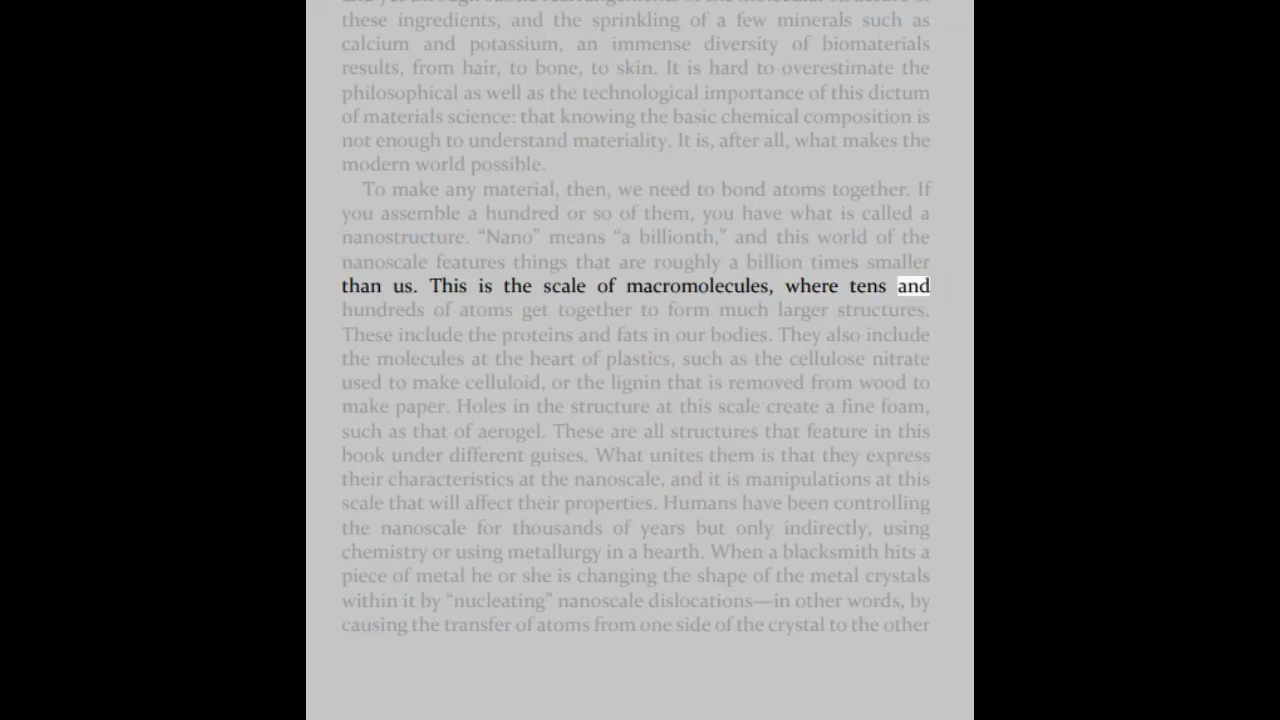 these ingredients, and the sprinkling of a few minerals such as
calcium and potassium, an immense diversity of biomaterials
results, from hair, to bone, to skin. It is hard to overestimate the
philosophical as well as the technological importance of this dictum
of materials science: that knowing the basic chemical composition is
not enough to understand materiality. It is, after all, what makes the
modern world possible.
To make any material, then, we need to bond atoms together. If
you assemble a hundred or so of them, you have what is called a
nanostructure. “Nano” means “a billionth,” and this world of the
nanoscale features things that are roughly a billion times smaller
than us. This is the scale of macromolecules, where tens and
hundreds of atoms get together to form much larger structures.
These include the proteins and fats in our bodies. They also include
the molecules at the heart of plastics, such as the cellulose nitrate
used to make celluloid, or the lignin that is removed from wood to
make paper. Holes in the structure at this scale create a fine foam,
such as that of aerogel. These are all structures that feature in this
book under different guises. What unites them is that they express
their characteristics at the nanoscale, and it is manipulations at this
scale that will affect their properties. Humans have been controlling
the nanoscale for thousands of years but only indirectly, using
chemistry or using metallurgy in a hearth. When a blacksmith hits a
piece of metal he or she is changing the shape of the metal crystals
within it by “nucleating” nanoscale dislocations—in other words, by
causing the transfer of atoms from one side of the crystal to the other